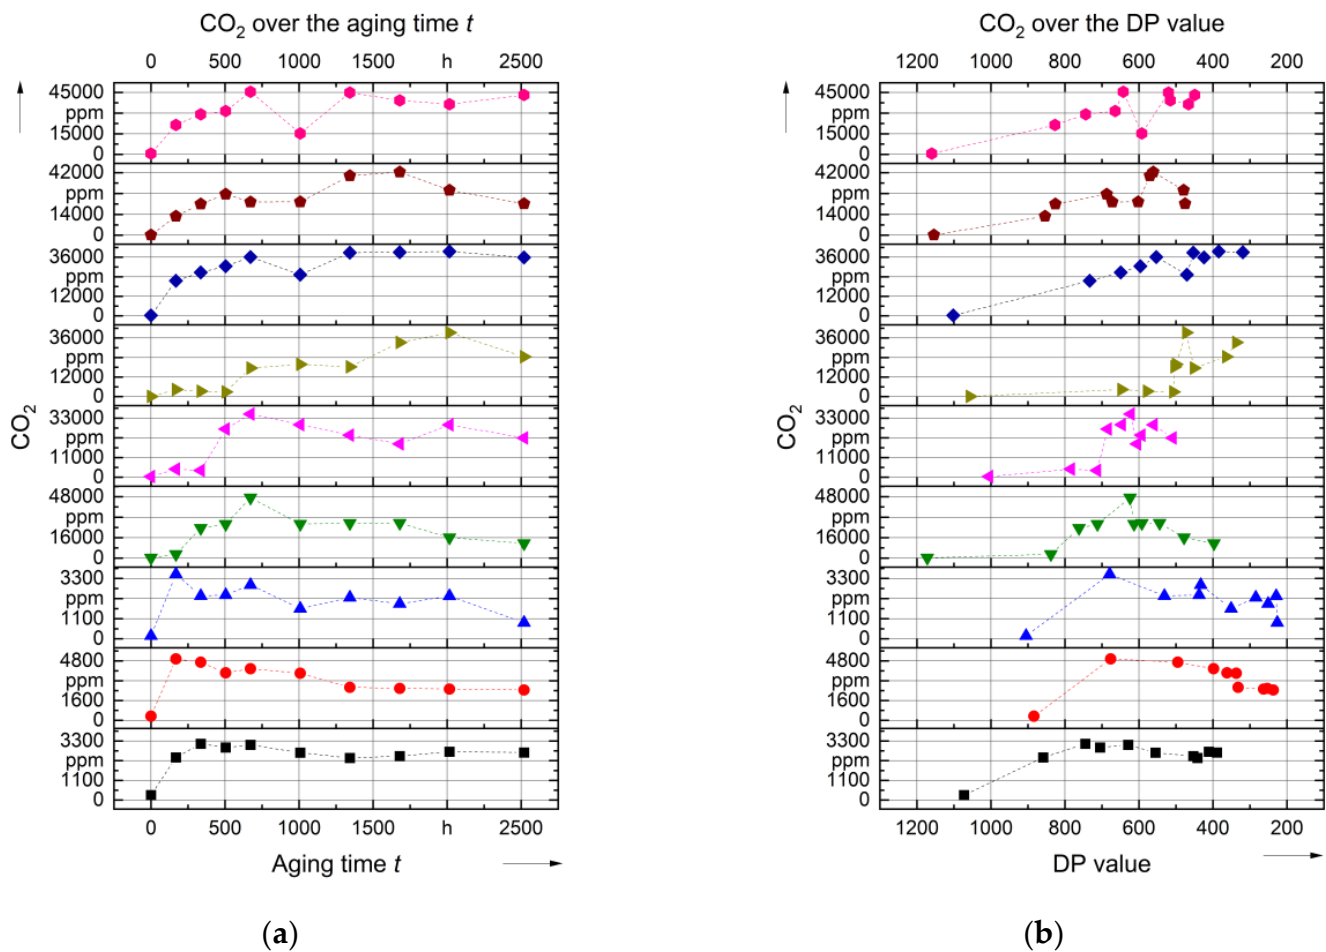 CO2 over the aging time t
0 500 1000 1500 h 2500
CO2
45000
ppm
15000
0
42000
ppm
14000
0
36000
ppm
12000
0
36000
ppm
12000
0
33000
ppm
11000
0
48000
ppm
16000
0
3300
ppm
1100
0
4800
ppm
1600
0
3300
ppm
1100
0
0 500 1000 1500 h 2500
Aging time t
(a)
CO2 over the DP value
1200 1000 800 600 400 200
CO2
45000
ppm
15000
0
42000
ppm
14000
0
36000
ppm
12000
0
36000
ppm
12000
0
33000
ppm
11000
0
48000
ppm
16000
0
3300
ppm
1100
0
4800
ppm
1600
0
3300
ppm
1100
0
1200 1000 800 600 400 200
DP value
(b)